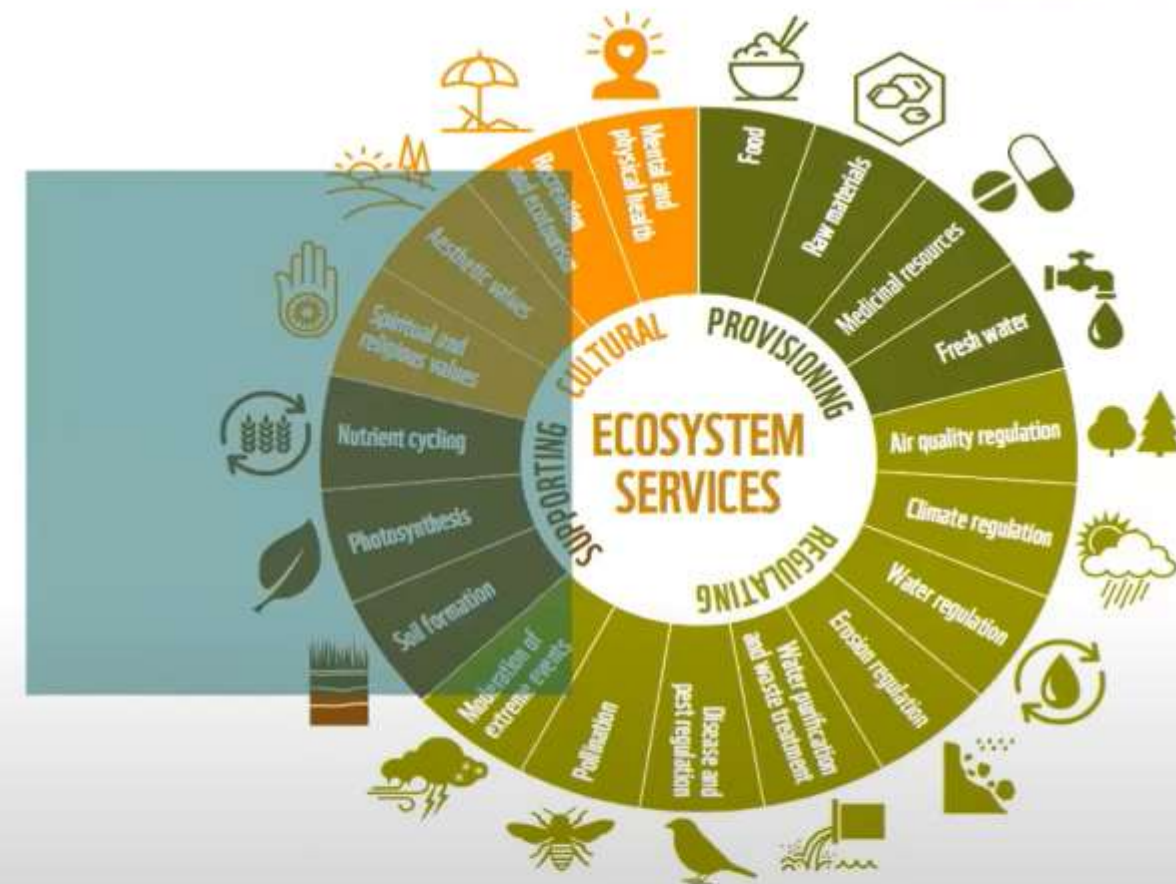 ECOSYSTEM
SERVICES
PROVISIONING
Food
Raw materials
Medicinal resources
Fresh water
REGULATING
Air quality regulation
Climate regulation
Water regulation
Erosion regulation
Water purification
and waste treatment
Disease and
pest regulation
Pollination
Moderation of
extreme events
SUPPORTING
Soil formation
Photosynthesis
Nutrient cycling
CULTURAL
Spiritual and
religious values
Aesthetic values
Recreation
and ecotourism
Mental and
physical health